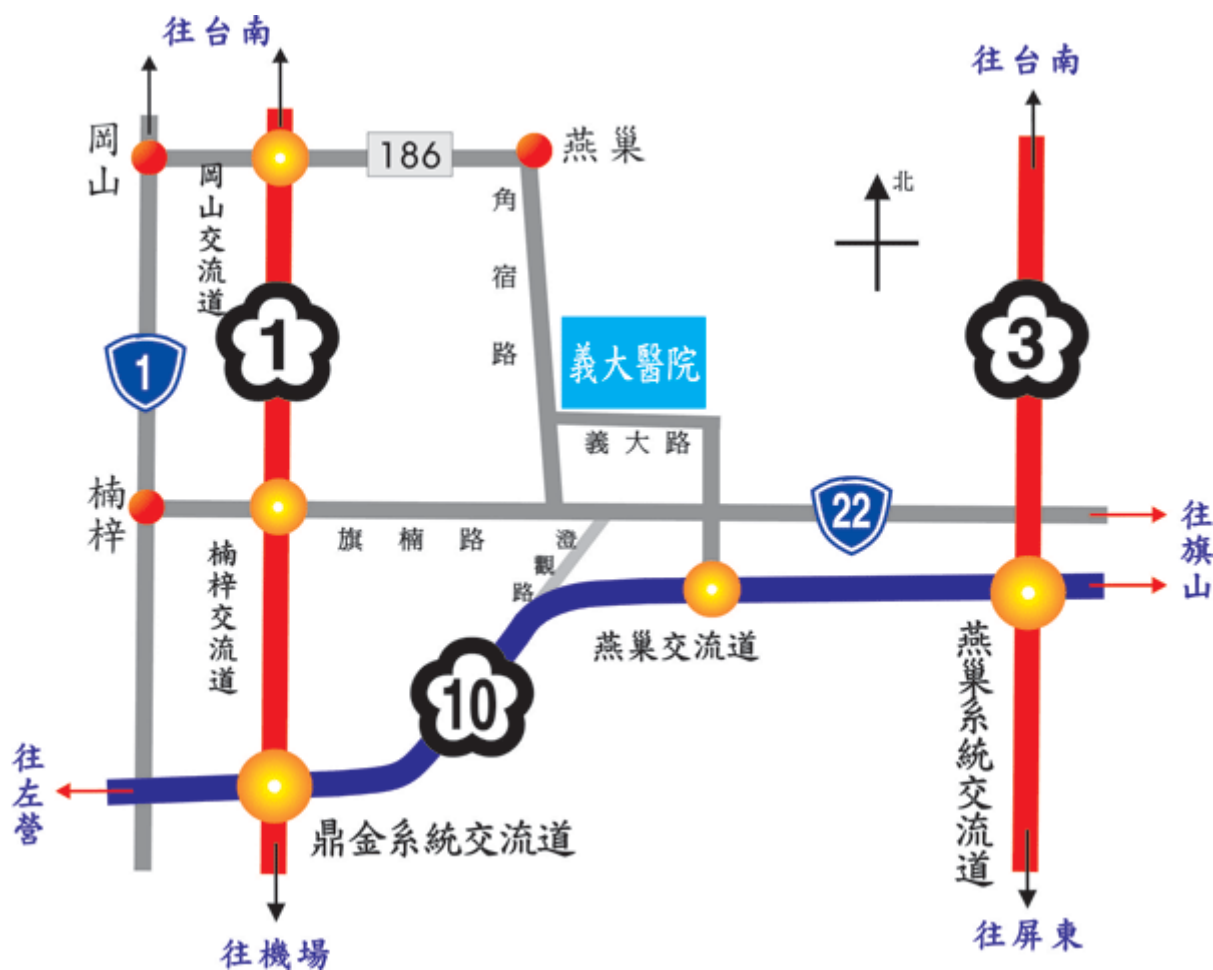 往台南
往台南
岡山
186
燕巢
北
岡山交流道
角宿路
1
1
3
義大醫院
義大路
楠梓
22
往旗山
旗楠路
澄觀路
楠梓交流道
燕巢交流道
燕巢系統交流道
10
往左營
鼎金系統交流道
往機場
往屏東